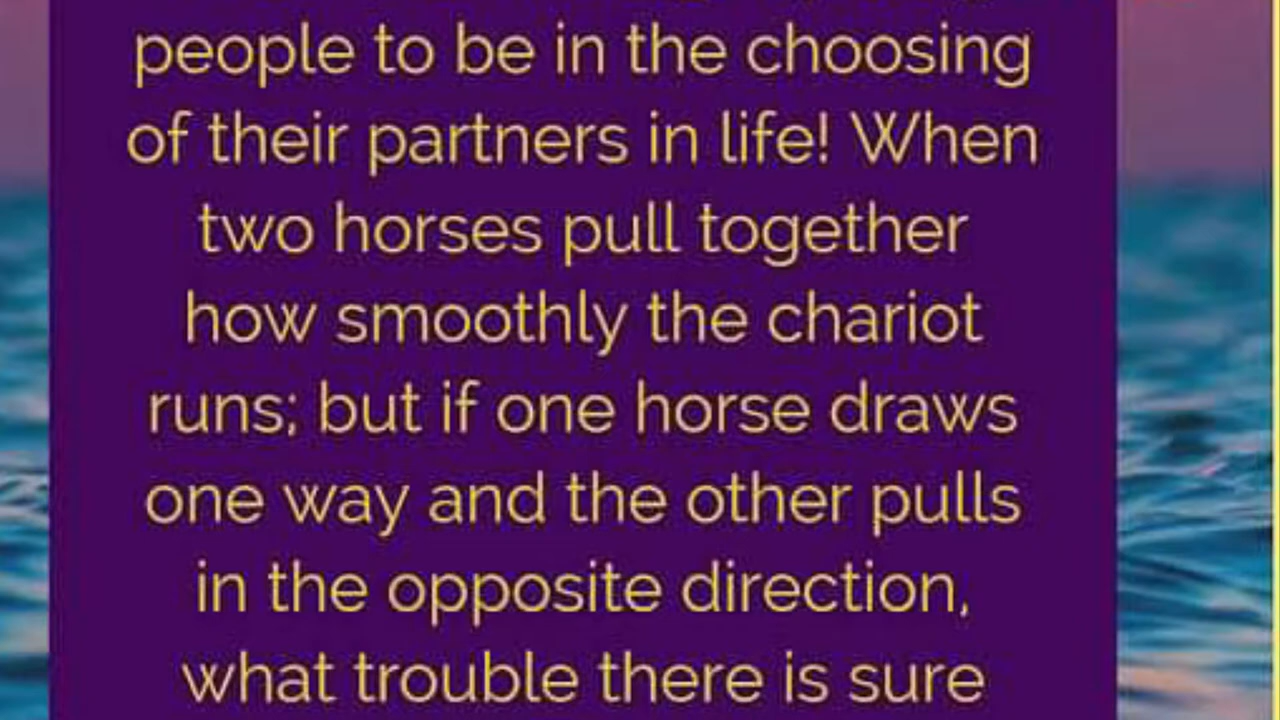 people to be in the choosing
of their partners in life! When
two horses pull together
how smoothly the chariot
runs; but if one horse draws
one way and the other pulls
in the opposite direction,
what trouble there is sure